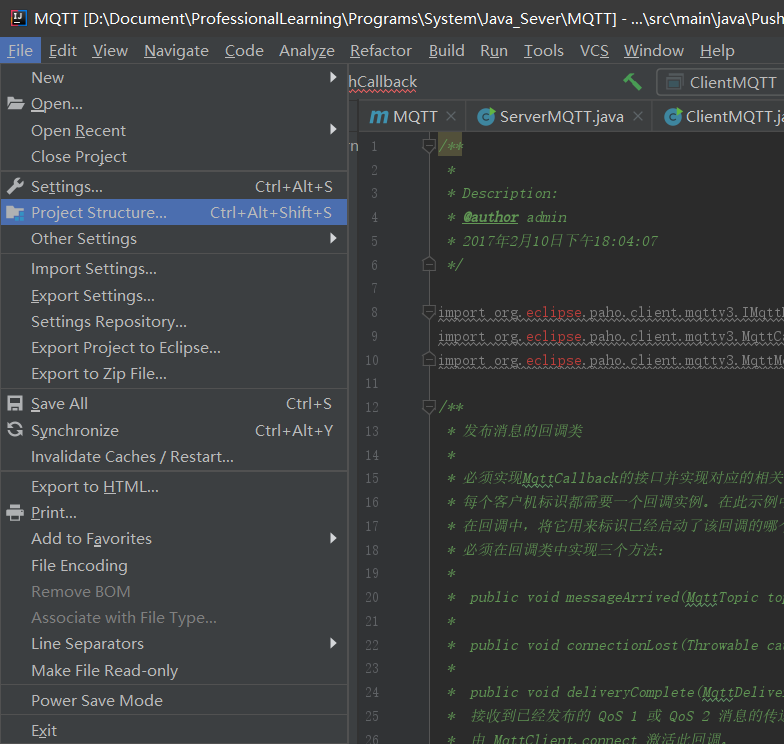 MQTT [D:\Document\ProfessionalLearning\Programs\System\Java_Sever\MQTT] - ...\src\main\java\Push
File Edit View Navigate Code Analyze Refactor Build Run Tools VCS Window Help
hCallback ClientMQTT
MQTT ServerMQTT.java ClientMQTT.ja
New
Open...
Open Recent
Close Project
Settings... Ctrl+Alt+S
Project Structure... Ctrl+Alt+Shift+S
Other Settings
Import Settings...
Export Settings...
Settings Repository...
Export Project to Eclipse...
Export to Zip File...
Save All Ctrl+S
Synchronize Ctrl+Alt+Y
Invalidate Caches / Restart...
Export to HTML...
Print...
Add to Favorites
File Encoding
Remove BOM
Associate with File Type...
Line Separators
Make File Read-only
Power Save Mode
Exit
1 /**
2 *
3 * Description:
4 * @author admin
5 * 2017年2月10日下午18:04:07
6 */
7
8 import org.eclipse.paho.client.mqttv3.IMqttD
9 import org.eclipse.paho.client.mqttv3.MqttCa
10 import org.eclipse.paho.client.mqttv3.MqttMe
11
12 /**
13 * 发布消息的回调类
14 *
15 * 必须实现MqttCallback的接口并实现对应的相关
16 * 每个客户机标识都需要一个回调实例。在此示例中
17 * 在回调中，将它用来标识已经启动了该回调的哪个
18 * 必须在回调类中实现三个方法：
19 *
20 * public void messageArrived(MqttTopic top
21 *
22 * public void connectionLost(Throwable cau
23 *
24 * public void deliveryComplete(MqttDeliver
25 * 接收到已经发布的 QoS 1 或 QoS 2 消息的传递
26 * 由 MqttClient.connect 激活此回调。